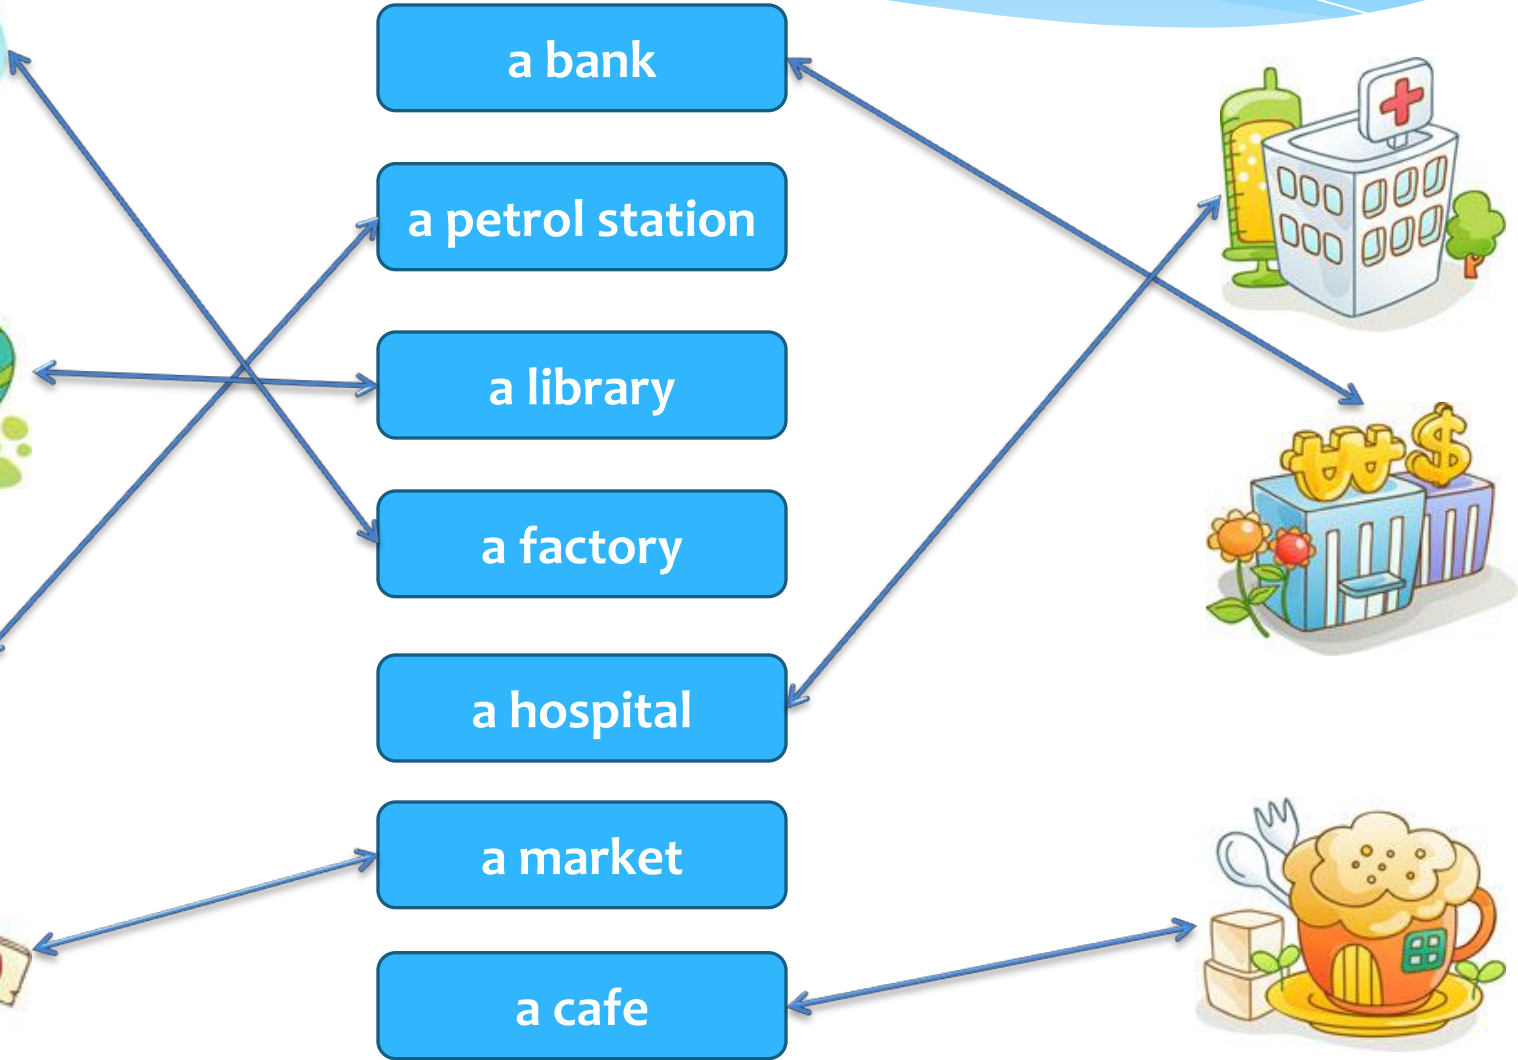 a bank
a petrol station
a library
a factory
a hospital
a market
a cafe